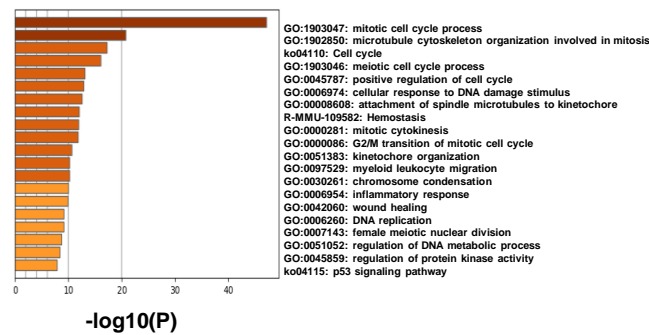 GO:1903047: mitotic cell cycle process
GO:1902850: microtubule cytoskeleton organization involved in mitosis
ko04110: Cell cycle
GO:1903046: meiotic cell cycle process
GO:0045787: positive regulation of cell cycle
GO:0006974: cellular response to DNA damage stimulus
GO:00008608: attachment of spindle microtubules to kinetochore
R-MMU-109582: Hemostasis
GO:0000281: mitotic cytokinesis
GO:0000086: G2/M transition of mitotic cell cycle
GO:0051383: kinetochore organization
GO:0097529: myeloid leukocyte migration
GO:0030261: chromosome condensation
GO:0006954: inflammatory response
GO:0042060: wound healing
GO:0006260: DNA replication
GO:0007143: female meiotic nuclear division
GO:0051052: regulation of DNA metabolic process
GO:0045859: regulation of protein kinase activity
ko04115: p53 signaling pathway
0 10 20 30 40
-log10(P)